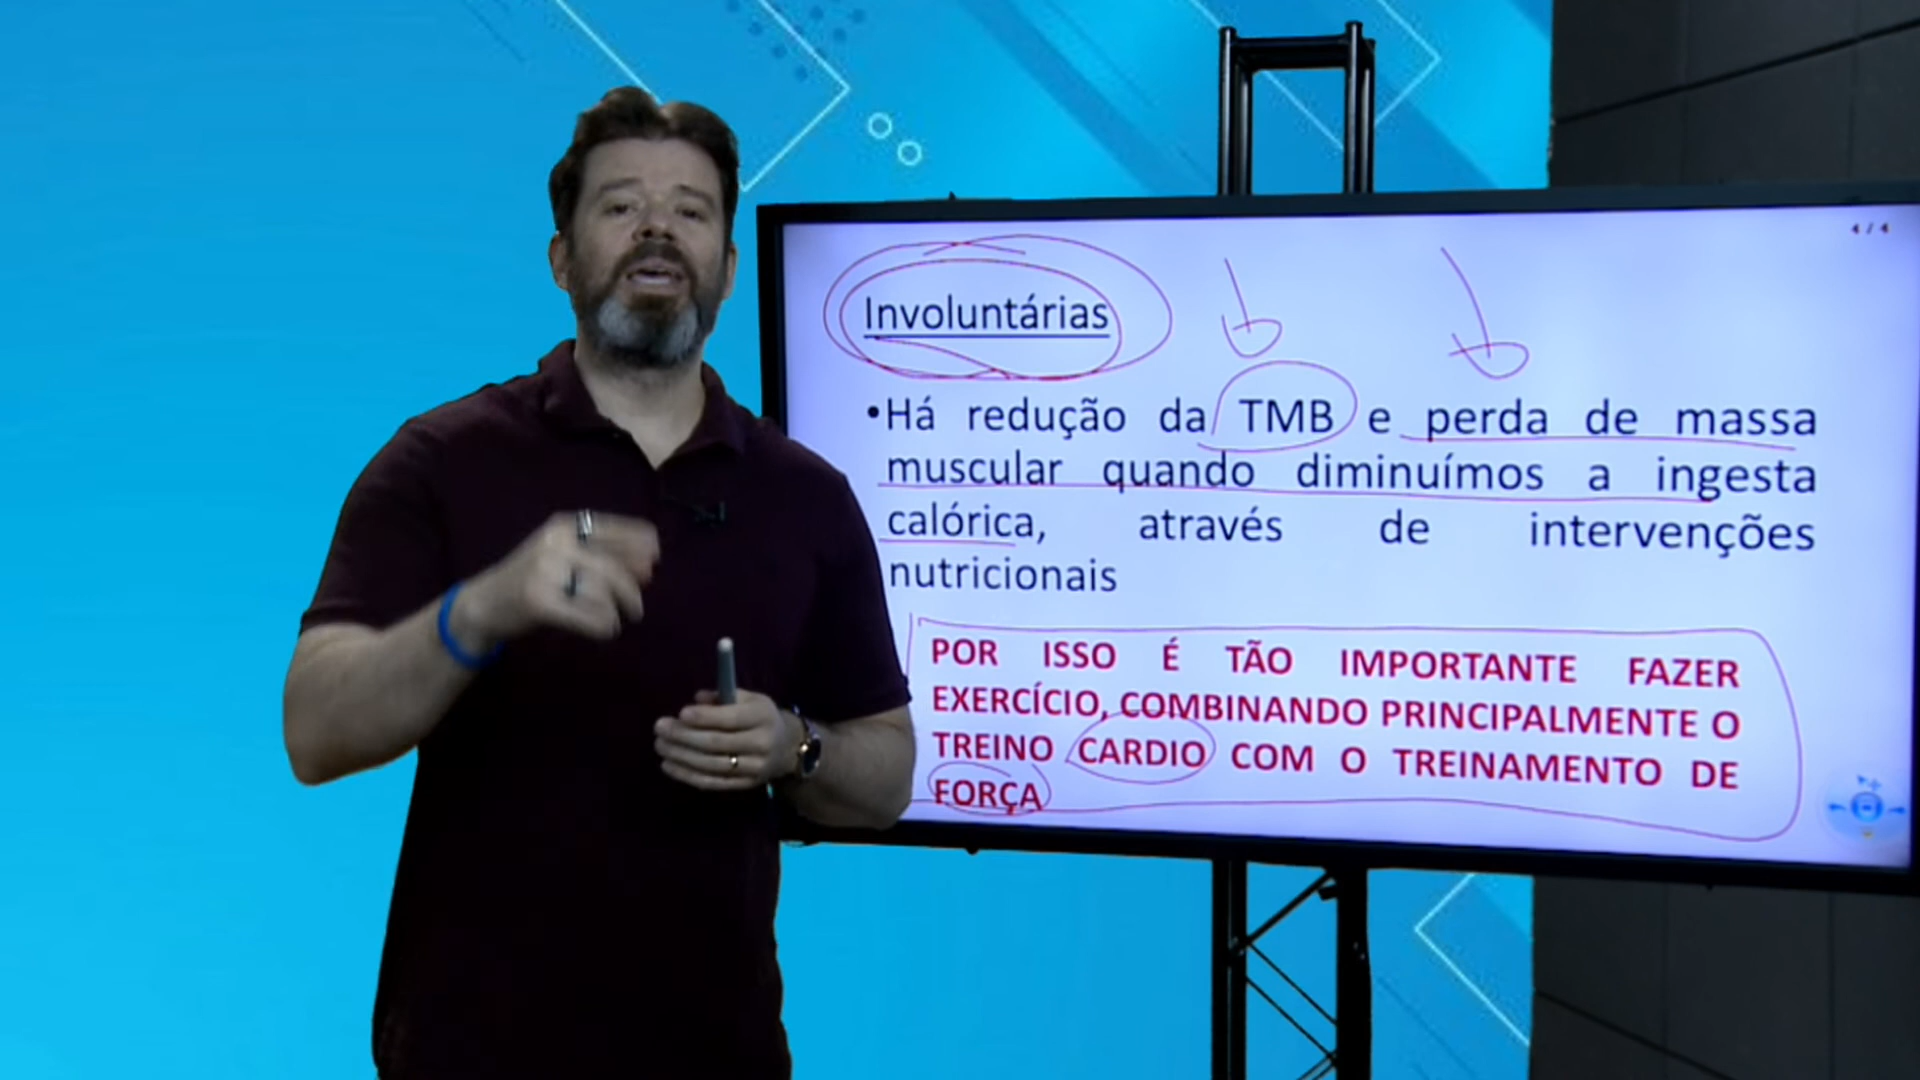 4 / 4
Involuntárias
•Há redução da TMB e perda de massa
muscular quando diminuímos a ingesta
calórica, através de intervenções
nutricionais
POR ISSO É TÃO IMPORTANTE FAZER
EXERCÍCIO, COMBINANDO PRINCIPALMENTE O
TREINO CARDIO COM O TREINAMENTO DE
FORÇA